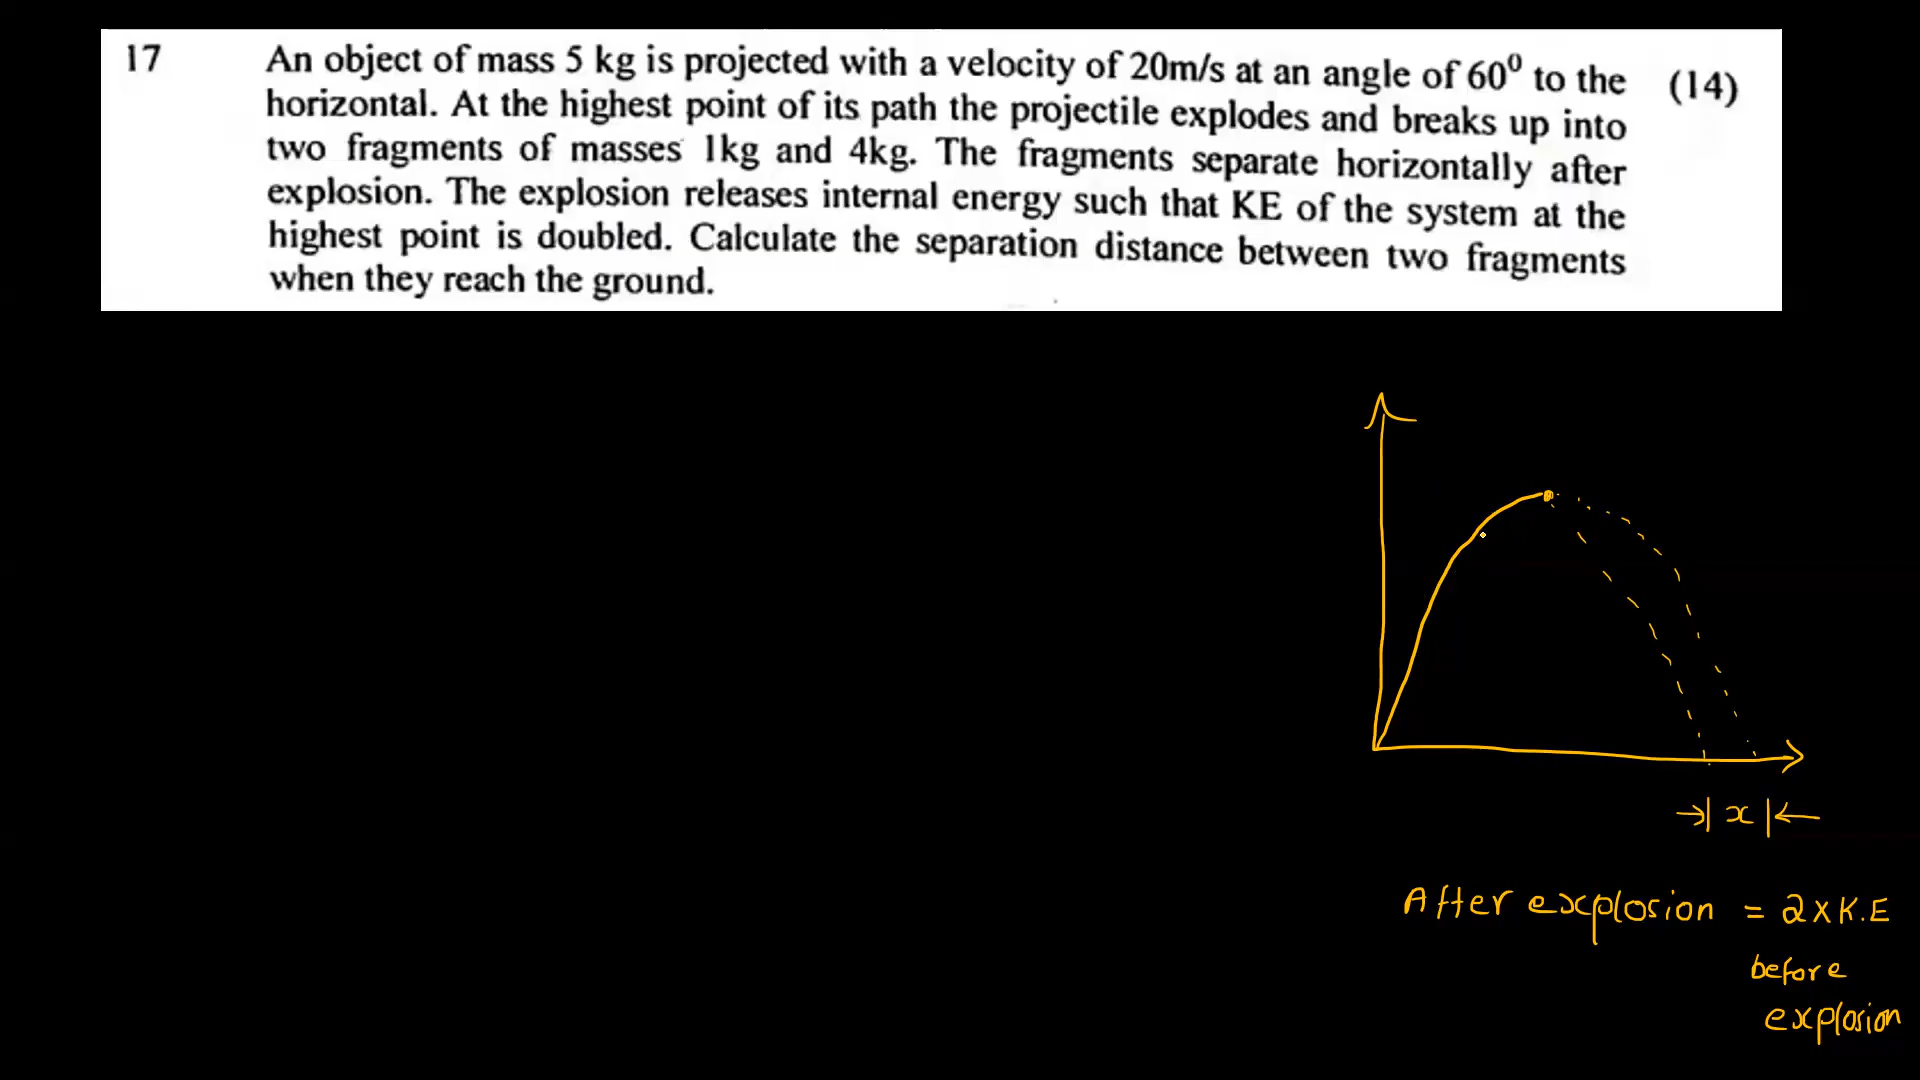 17 An object of mass 5 kg is projected with a velocity of 20m/s at an angle of 60⁰ to the (14)
horizontal. At the highest point of its path the projectile explodes and breaks up into
two fragments of masses 1kg and 4kg. The fragments separate horizontally after
explosion. The explosion releases internal energy such that KE of the system at the
highest point is doubled. Calculate the separation distance between two fragments
when they reach the ground.
x
After explosion = 2 X K.E
before
explosion